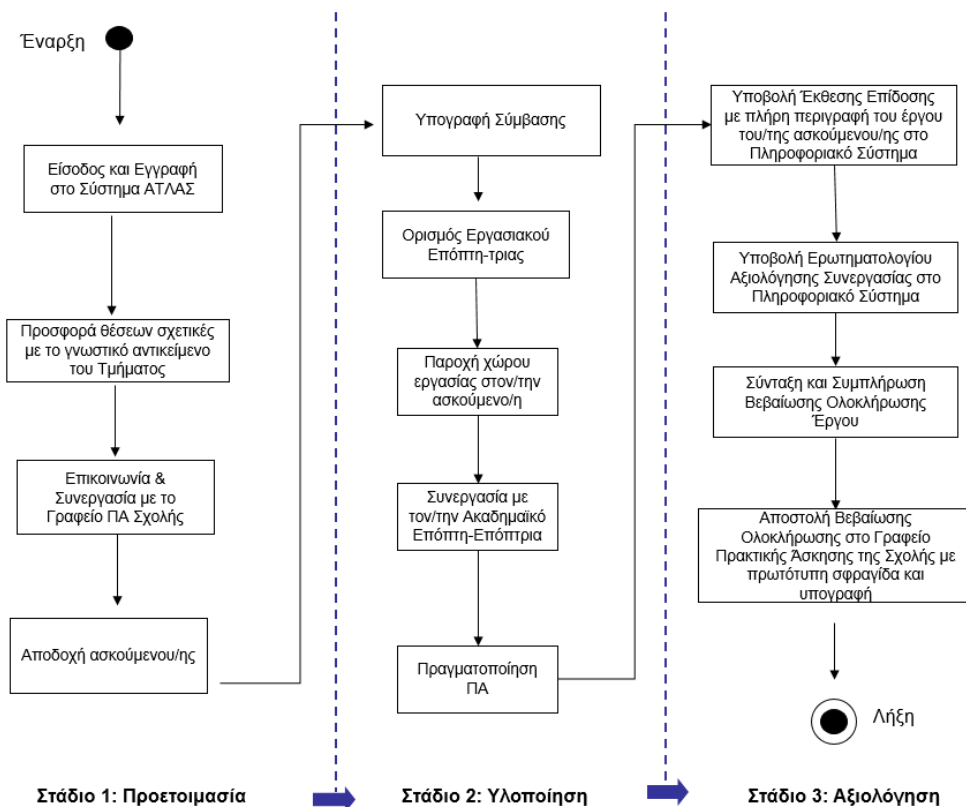 Έναρξη
Είσοδος και Εγγραφή
στο Σύστημα ΑΤΛΑΣ
Προσφορά θέσεων σχετικές
με το γνωστικό αντικείμενο
του Τμήματος
Επικοινωνία &
Συνεργασία με το
Γραφείο ΠΑ Σχολής
Αποδοχή ασκούμενου/ης
Στάδιο 1: Προετοιμασία
Υπογραφή Σύμβασης
Ορισμός Εργασιακού
Επόπτη-τριας
Παροχή χώρου
εργασίας στον/την
ασκούμενο/η
Συνεργασία με
τον/την Ακαδημαϊκό
Επόπτη-Επόπτρια
Πραγματοποίηση
ΠΑ
Στάδιο 2: Υλοποίηση
Υποβολή Έκθεσης Επίδοσης
με πλήρη περιγραφή του έργου
του/της ασκούμενου/ης στο
Πληροφοριακό Σύστημα
Υποβολή Ερωτηματολογίου
Αξιολόγησης Συνεργασίας στο
Πληροφοριακό Σύστημα
Σύνταξη και Συμπλήρωση
Βεβαίωσης Ολοκλήρωσης
Έργου
Αποστολή Βεβαίωσης
Ολοκλήρωσης στο Γραφείο
Πρακτικής Άσκησης της Σχολής με
πρωτότυπη σφραγίδα και
υπογραφή
Λήξη
Στάδιο 3: Αξιολόγηση